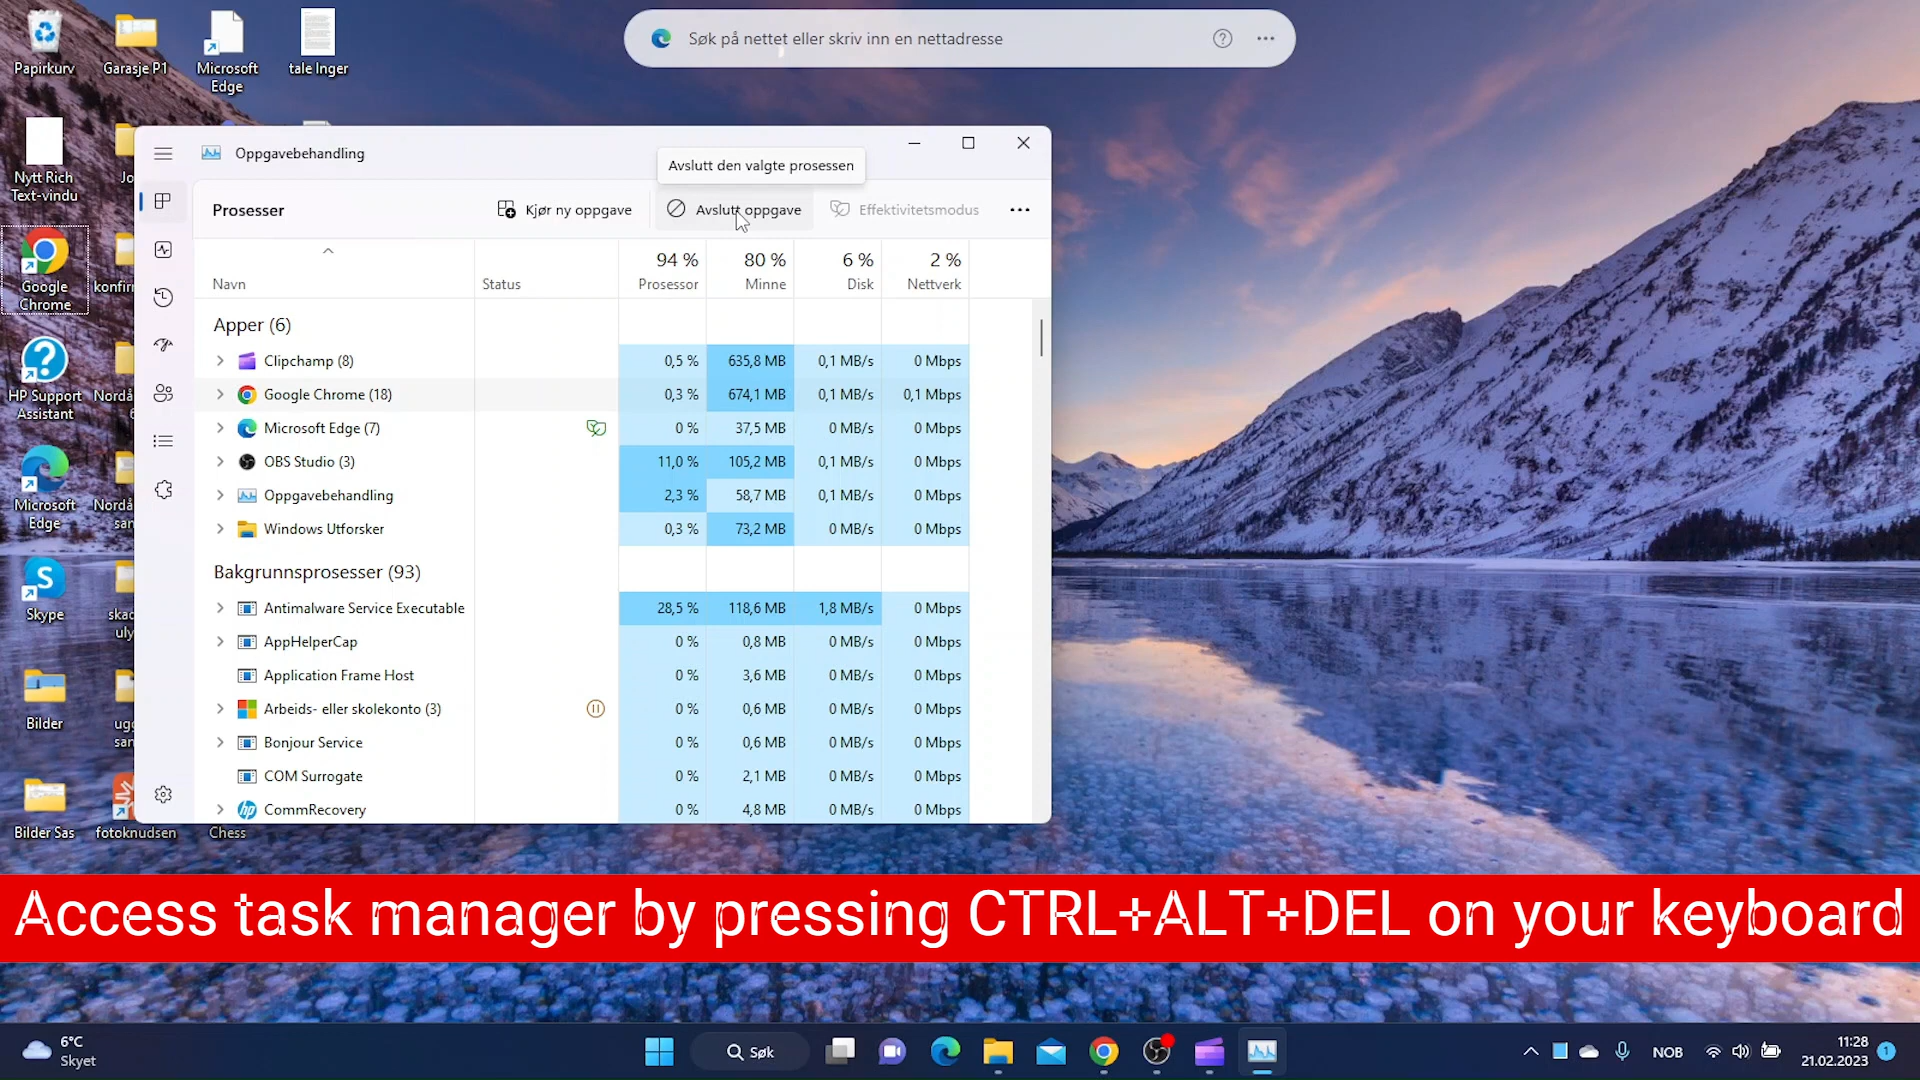 Papirkurv
Garasje P1
Microsoft
Edge
tale Inger
Søk på nettet eller skriv inn en nettadresse
Nytt Rich
Text-vindu
Jo
Google
Chrome
konfirr
HP Support
Assistant
Nordå
6
Microsoft
Edge
Nordå
san
Skype
skac
uly
Bilder
ugg
san
Bilder Sas
fotoknudsen
Chess
Oppgavebehandling
Avslutt den valgte prosessen
Prosesser
Kjør ny oppgave
Avslutt oppgave
Effektivitetsmodus
94 % 80 % 6 % 2 %
Navn Status Prosessor Minne Disk Nettverk
Apper (6)
Clipchamp (8) 0,5 % 635,8 MB 0,1 MB/s 0 Mbps
Google Chrome (18) 0,3 % 674,1 MB 0,1 MB/s 0,1 Mbps
Microsoft Edge (7) 0 % 37,5 MB 0 MB/s 0 Mbps
OBS Studio (3) 11,0 % 105,2 MB 0,1 MB/s 0 Mbps
Oppgavebehandling 2,3 % 58,7 MB 0,1 MB/s 0 Mbps
Windows Utforsker 0,3 % 73,2 MB 0 MB/s 0 Mbps
Bakgrunnsprosesser (93)
Antimalware Service Executable 28,5 % 118,6 MB 1,8 MB/s 0 Mbps
AppHelperCap 0 % 0,8 MB 0 MB/s 0 Mbps
Application Frame Host 0 % 3,6 MB 0 MB/s 0 Mbps
Arbeids- eller skolekonto (3) 0 % 0,6 MB 0 MB/s 0 Mbps
Bonjour Service 0 % 0,6 MB 0 MB/s 0 Mbps
COM Surrogate 0 % 2,1 MB 0 MB/s 0 Mbps
CommRecovery 0 % 4,8 MB 0 MB/s 0 Mbps
Access task manager by pressing CTRL+ALT+DEL on your keyboard
6°C
Skyet
Søk
NOB
11:28
21.02.2023
1